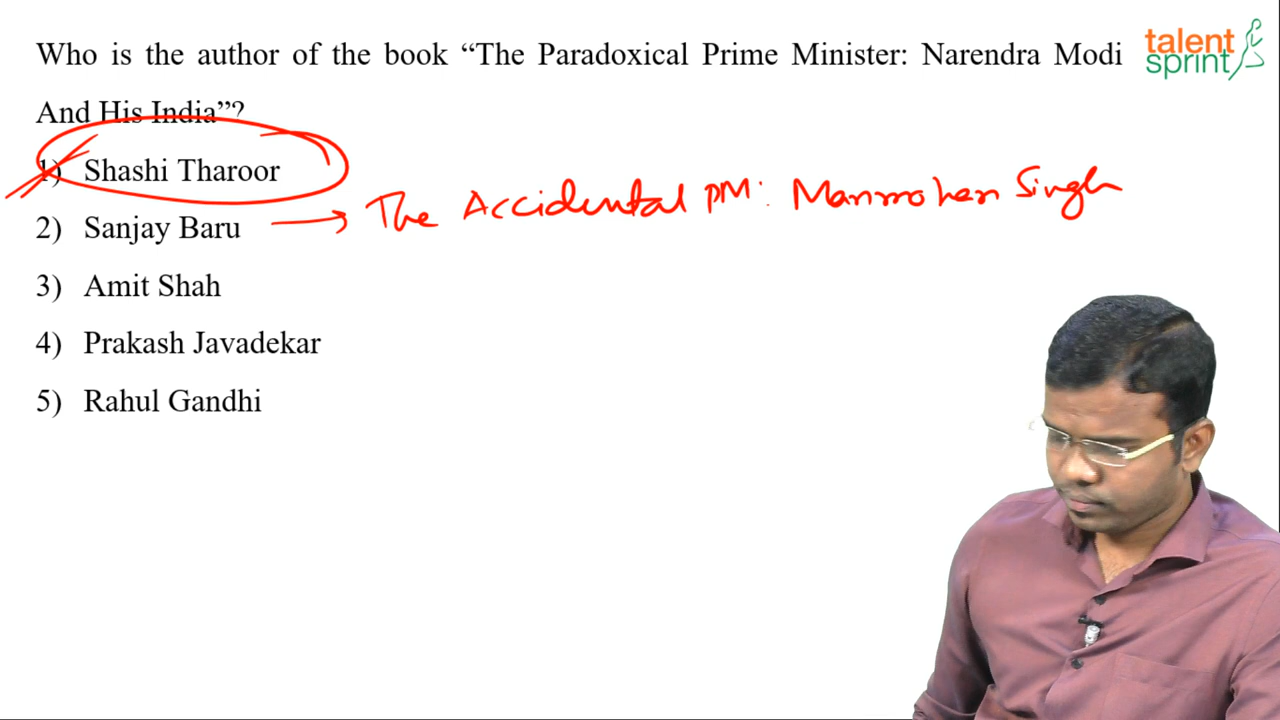 Who is the author of the book “The Paradoxical Prime Minister: Narendra Modi
And His India”?
talent
sprint
1) Shashi Tharoor
2) Sanjay Baru → The Accidental PM: Manmohan Singh
3) Amit Shah
4) Prakash Javadekar
5) Rahul Gandhi